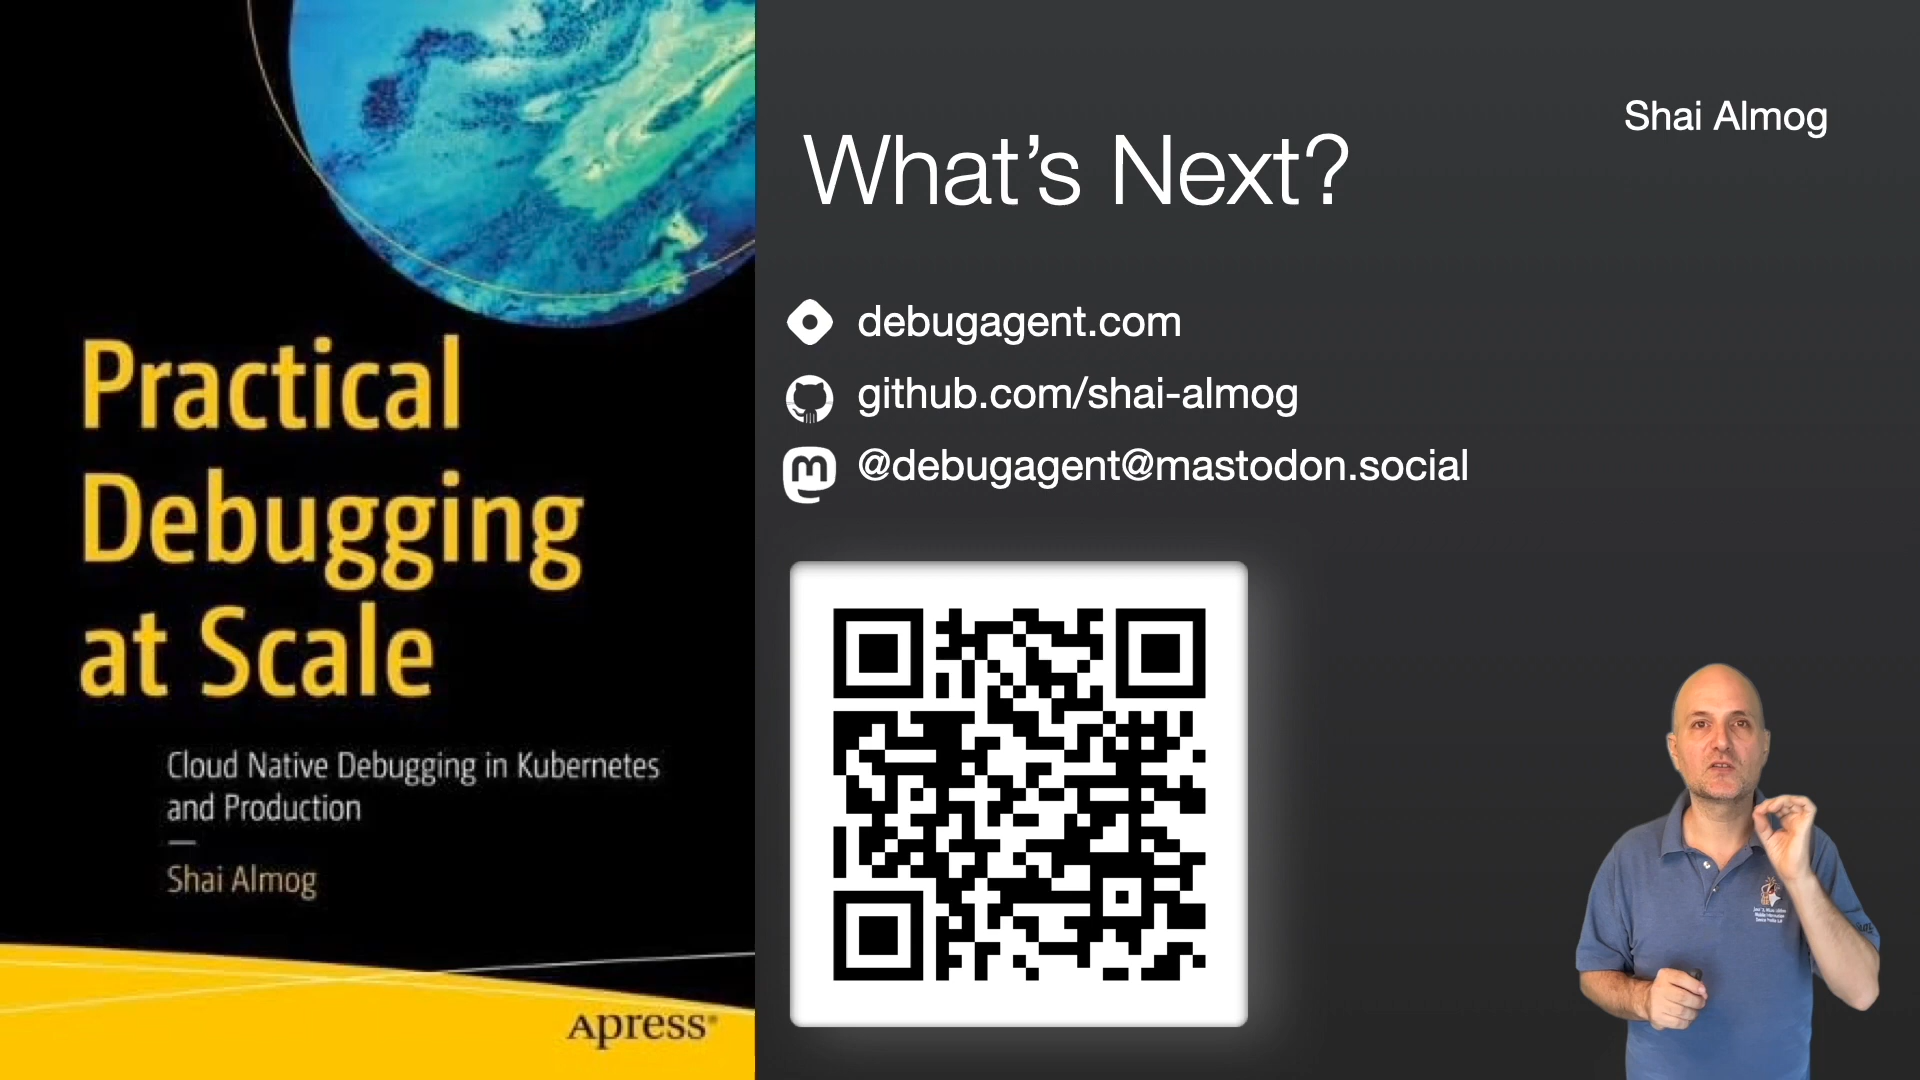 Practical
Debugging
at Scale
Cloud Native Debugging in Kubernetes
and Production
Shai Almog
Apress®
Shai Almog
What's Next?
debugagent.com
github.com/shai-almog
@debugagent@mastodon.social